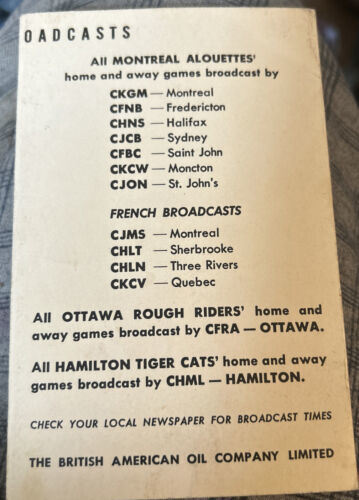 OADCASTS
All MONTREAL ALOUETTES'
home and away games broadcast by
CKGM — Montreal
CFNB — Fredericton
CHNS — Halifax
CJCB — Sydney
CFBC — Saint John
CKCW — Moncton
CJON — St. John's
FRENCH BROADCASTS
CJMS — Montreal
CHLT — Sherbrooke
CHLN — Three Rivers
CKCV — Quebec
All OTTAWA ROUGH RIDERS' home and
away games broadcast by CFRA — OTTAWA.
All HAMILTON TIGER CATS' home and away
games broadcast by CHML — HAMILTON.
CHECK YOUR LOCAL NEWSPAPER FOR BROADCAST TIMES
THE BRITISH AMERICAN OIL COMPANY LIMITED